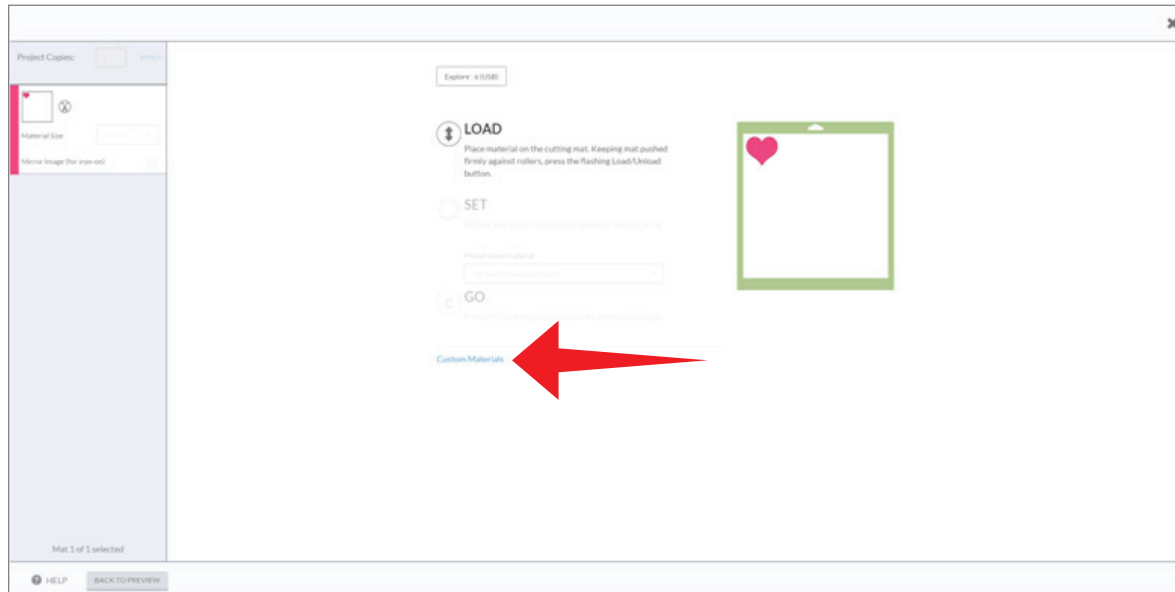 Project Copies:
APPLY
Material Size
Mirror Image (for iron-on)
Mat 1 of 1 selected
Explore : 6 (USB)
LOAD
Place material on the cutting mat. Keeping mat pushed
firmly against rollers, press the flashing Load/Unload
button.
SET
GO
Custom Materials
HELP
BACK TO PREVIEW